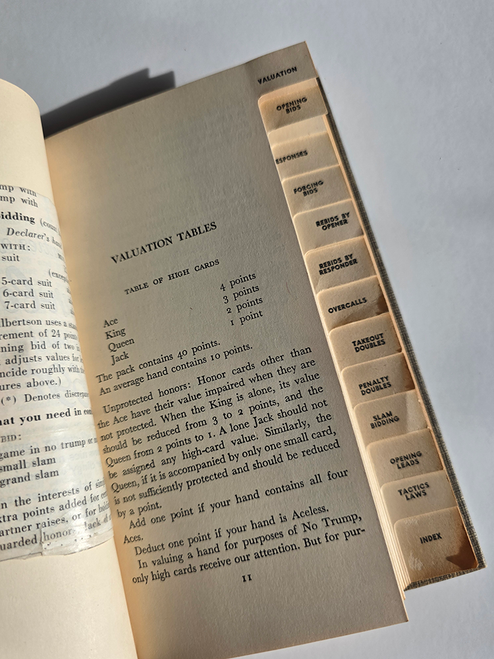 mp with
mp with
bidding
Declarer's
WITH:
suit
5-card suit
6-card suit
7-card suit
lbertson uses a
rement of 24 point
ning bid of two
adjusts values
ncide roughly with
ures above.)
(*) Denotes discrep
hat you need in
BID:
game in no trump
small slam
grand slam
n the interests of
xtra points added for
artner raises, or for
uarded honor
VALUATION TABLES
TABLE OF HIGH CARDS
Ace 4 points
King 3 points
Queen 2 points
Jack 1 point
The pack contains 40 points.
An average hand contains 10 points.
Unprotected honors: Honor cards other than
the Ace have their value impaired when they are
not protected. When the King is alone, its value
should be reduced from 3 to 2 points, and the
Queen from 2 points to 1. A lone Jack should not
be assigned any high-card value. Similarly, the
Queen, if it is accompanied by only one small card,
is not sufficiently protected and should be reduced
by a point.
Add one point if your hand contains all four
Aces.
Deduct one point if your hand is Aceless.
In valuing a hand for purposes of No Trump,
only high cards receive our attention. But for pur-
11
VALUATION
OPENING
BIDS
ESPONSES
FORCING
BIDS
REBIDS BY
OPENER
REBIDS BY
RESPONDER
OVERCALLS
TAKEOUT
DOUBLES
PENALTY
DOUBLES
SLAM
BIDDING
OPENING
LEADS
TACTICS
LAWS
INDEX